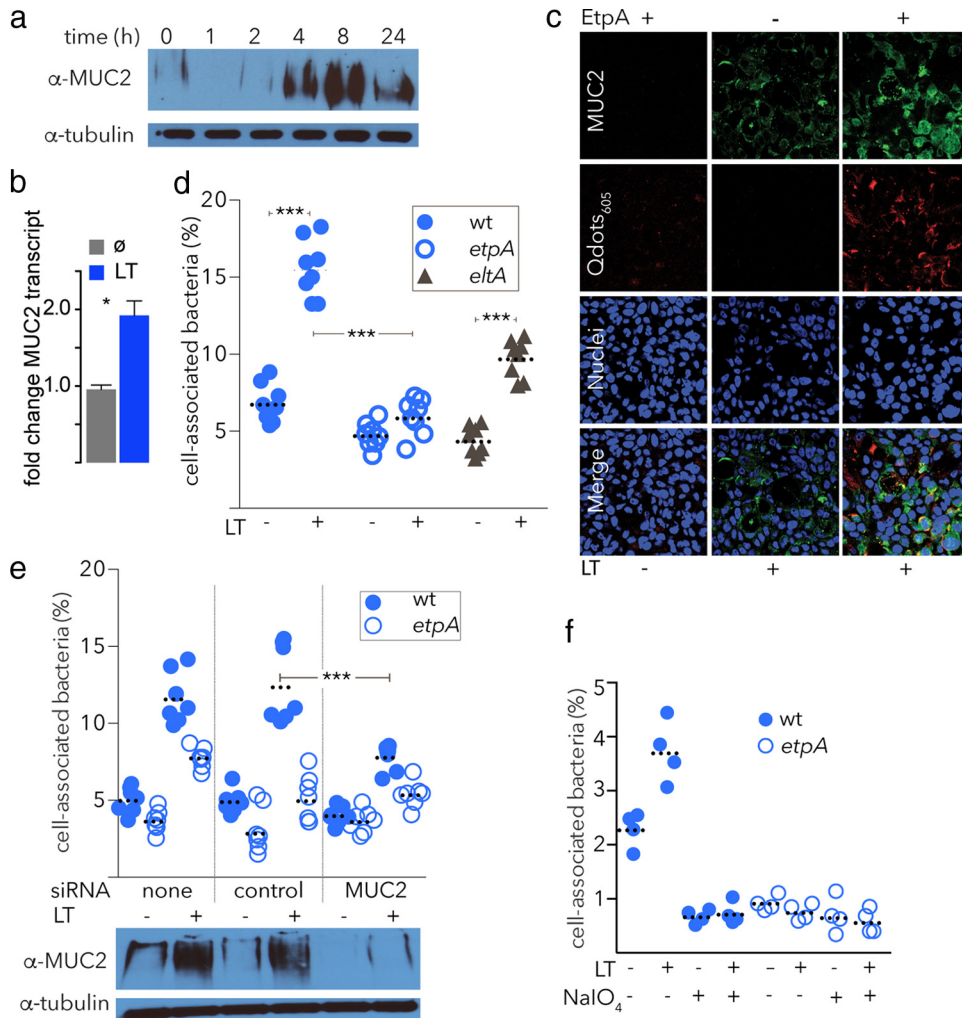 a
time (h) 0 1 2 4 8 24
α-MUC2
α-tubulin
b
fold change MUC2 transcript
ø
LT
*
2.0
1.0
c
EtpA + - +
MUC2
Qdots605
Nuclei
Merge
LT - + +
d
cell-associated bacteria (%)
20
15
10
5
***
***
***
wt
etpA
eltA
LT - + - + - +
e
cell-associated bacteria (%)
20
15
10
5
wt
etpA
***
siRNA none control MUC2
LT - + - + - +
α-MUC2
α-tubulin
f
cell-associated bacteria (%)
5
4
3
2
1
wt
etpA
LT - + - + - + - +
NaIO4 - - + + - - + +